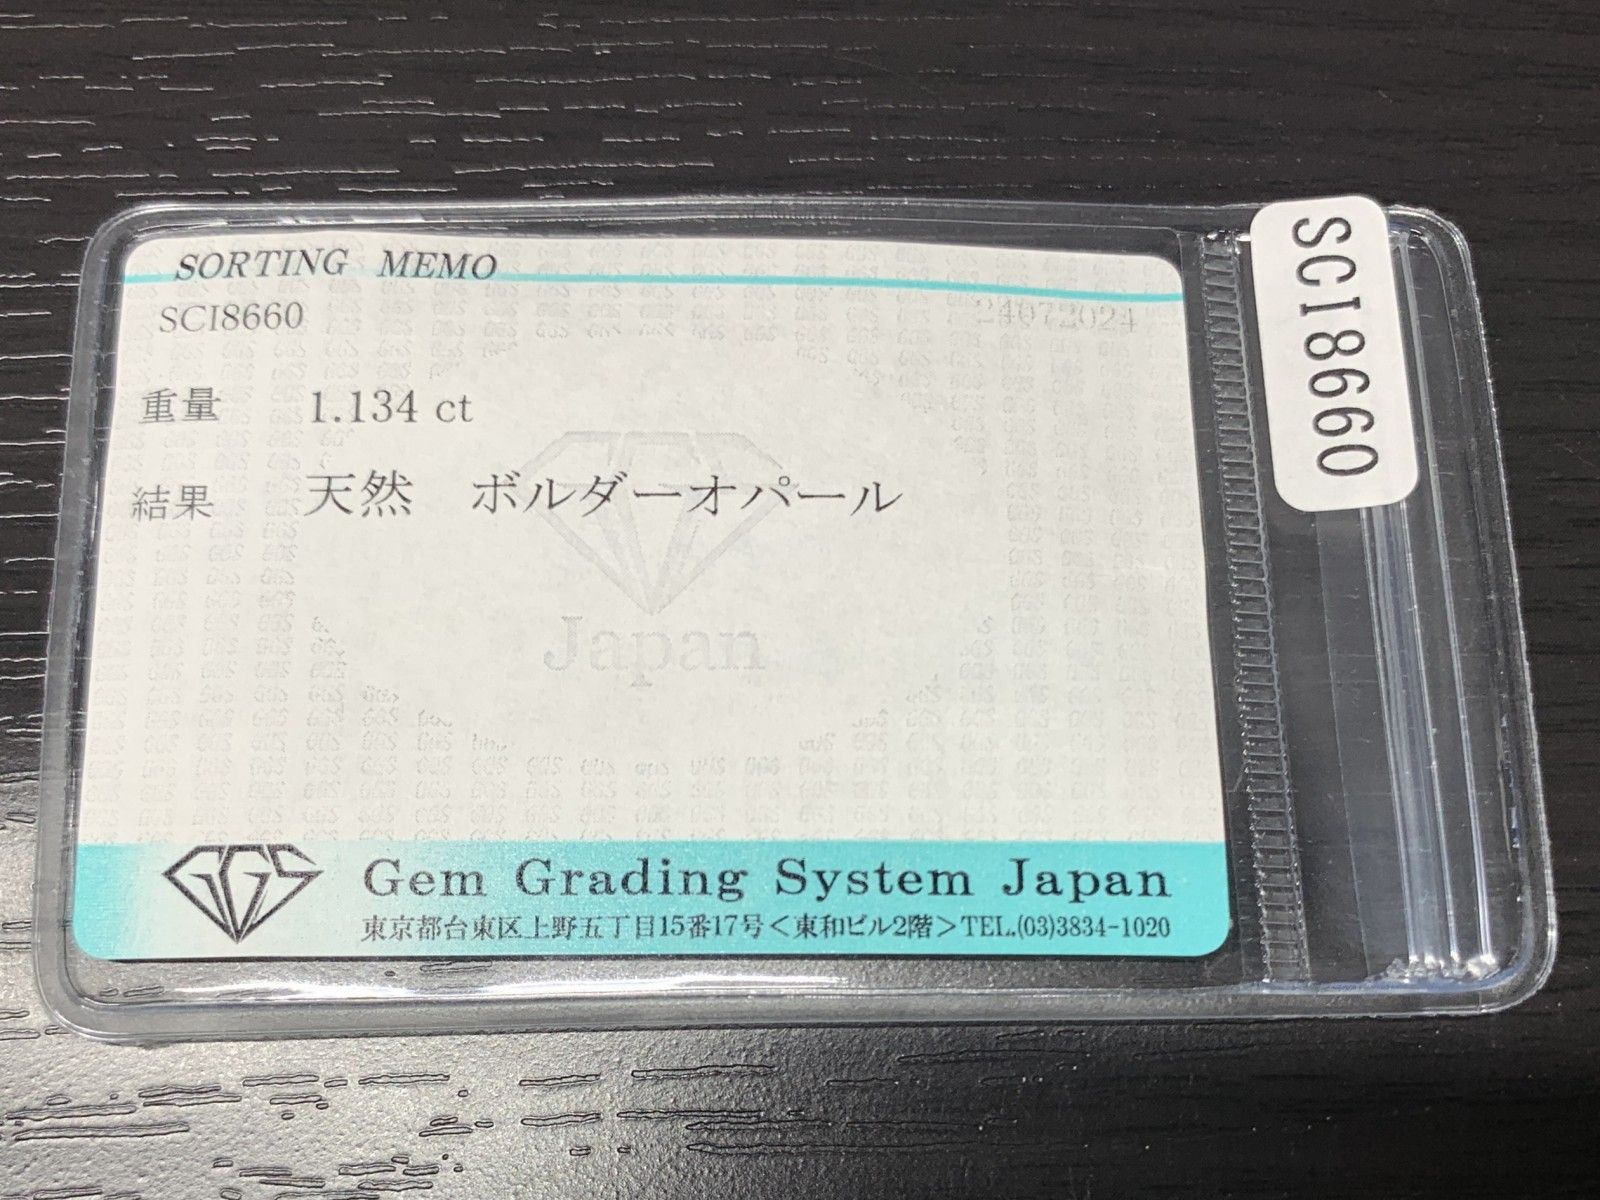 SORTING MEMO
SCI8660
24072024
重量 1.134 ct
結果 天然 ボルダーオパール
Japan
GGS
Gem Grading System Japan
東京都台東区上野五丁目15番17号<東和ビル2階>TEL.(03)3834-1020
SCI8660